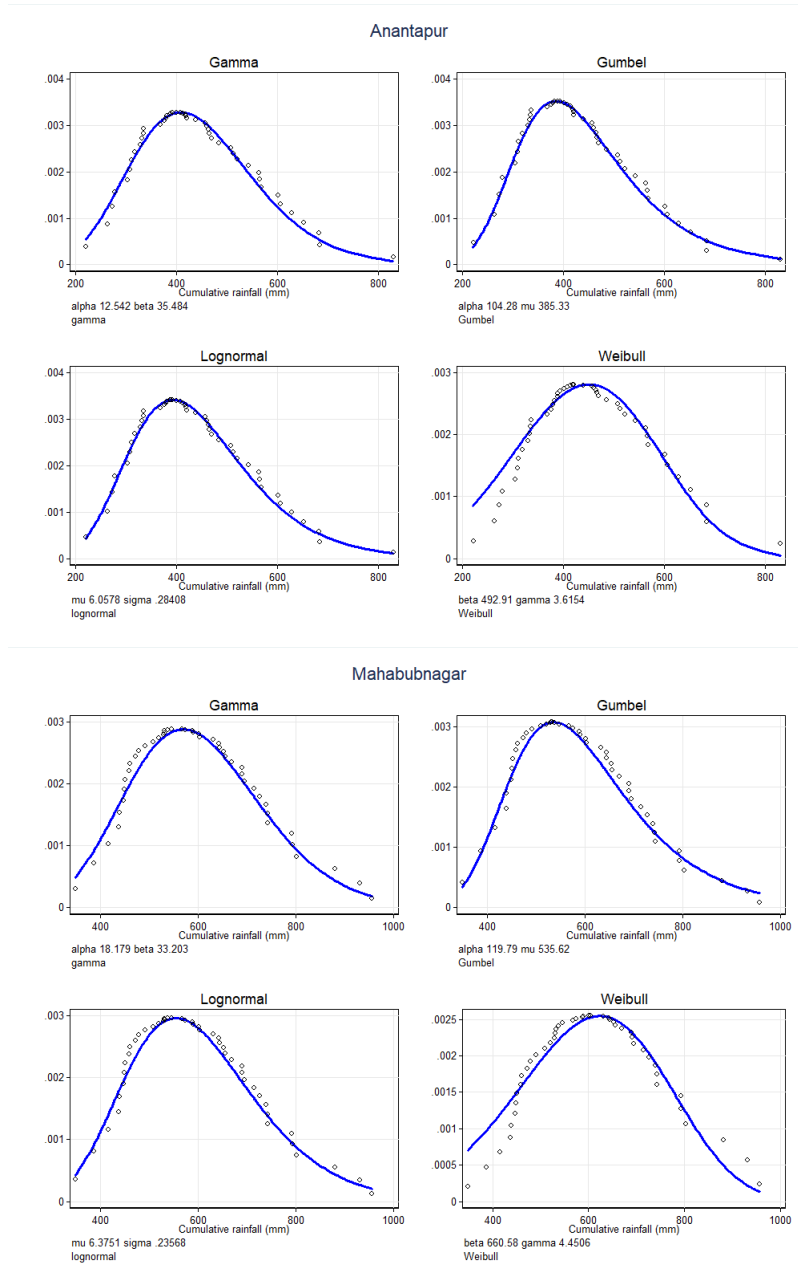 Anantapur
Gamma
.004
.003
.002
.001
0
200 400 600 800
Cumulative rainfall (mm)
alpha 12.542 beta 35.484
gamma
Gumbel
.004
.003
.002
.001
0
200 400 600 800
Cumulative rainfall (mm)
alpha 104.28 mu 385.33
Gumbel
Lognormal
.004
.003
.002
.001
0
200 400 600 800
Cumulative rainfall (mm)
mu 6.0578 sigma .28408
lognormal
Weibull
.003
.002
.001
0
200 400 600 800
Cumulative rainfall (mm)
beta 492.91 gamma 3.6154
Weibull
Mahabubnagar
Gamma
.003
.002
.001
0
400 600 800 1000
Cumulative rainfall (mm)
alpha 18.179 beta 33.203
gamma
Gumbel
.003
.002
.001
0
400 600 800 1000
Cumulative rainfall (mm)
alpha 119.79 mu 535.62
Gumbel
Lognormal
.003
.002
.001
0
400 600 800 1000
Cumulative rainfall (mm)
mu 6.3751 sigma .23568
lognormal
Weibull
.0025
.002
.0015
.001
.0005
0
400 600 800 1000
Cumulative rainfall (mm)
beta 660.58 gamma 4.4506
Weibull